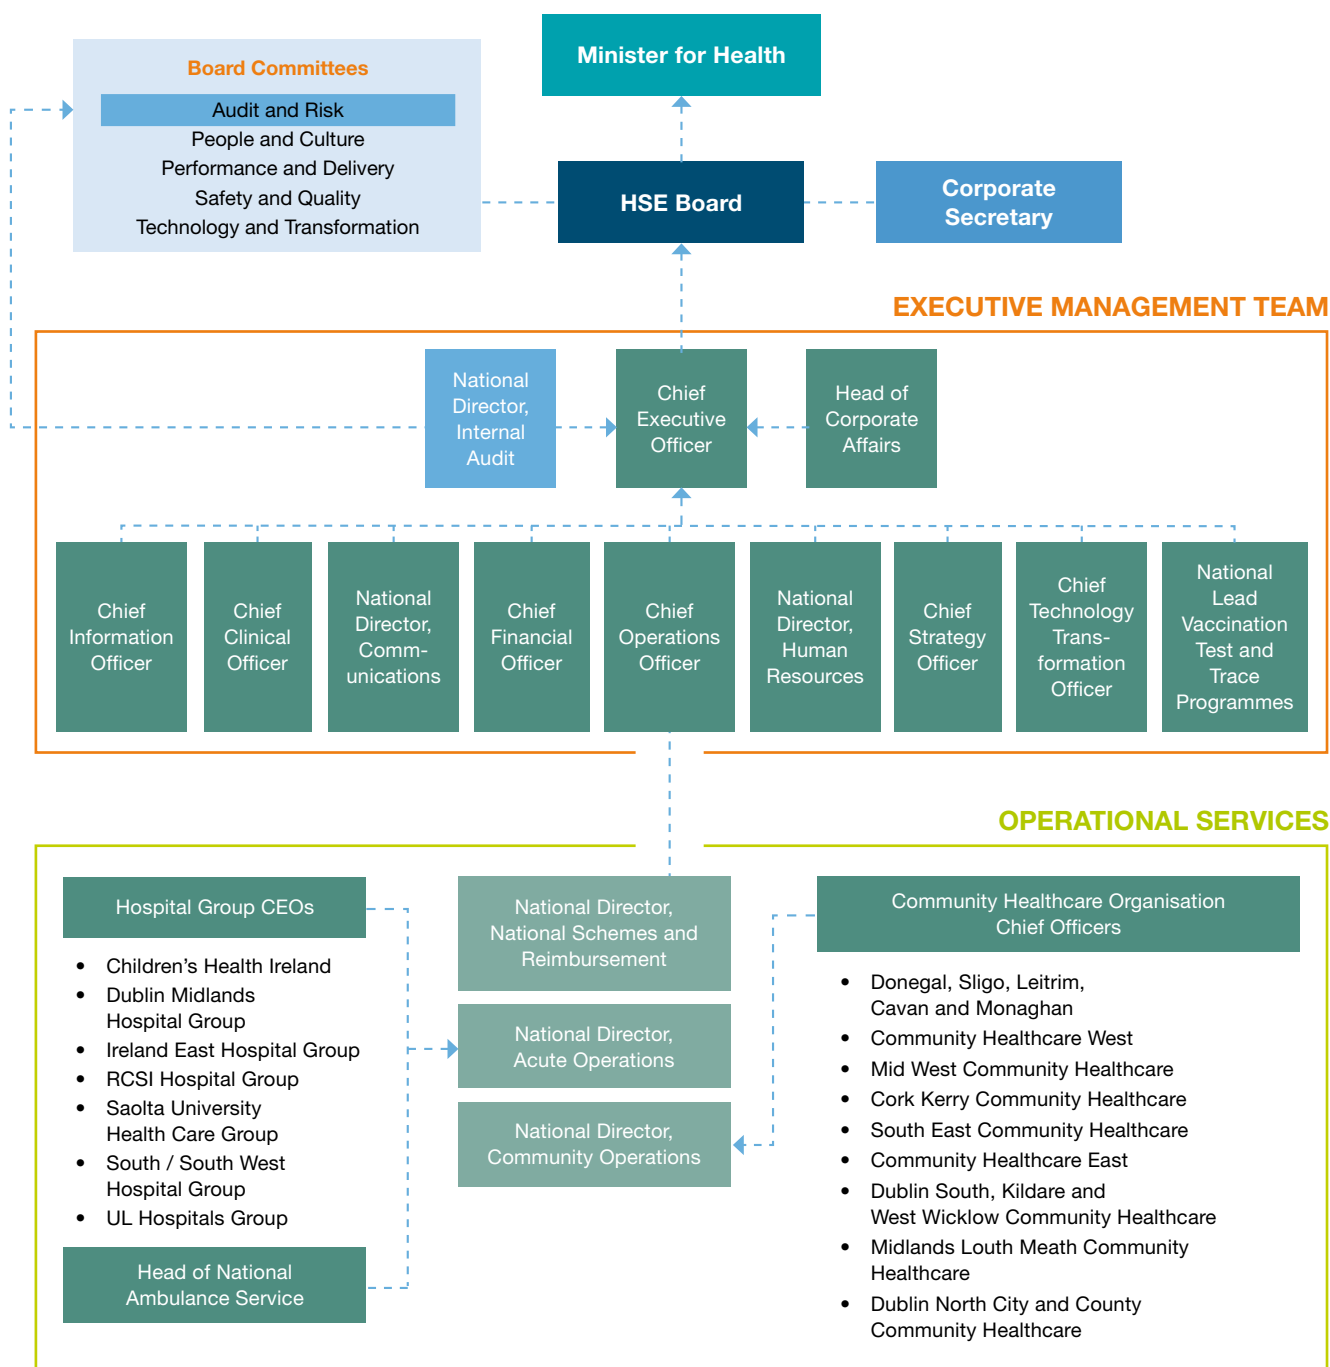 Board Committees
Audit and Risk
People and Culture
Performance and Delivery
Safety and Quality
Technology and Transformation
Minister for Health
HSE Board
Corporate
Secretary
EXECUTIVE MANAGEMENT TEAM
National
Director,
Internal
Audit
Chief
Executive
Officer
Head of
Corporate
Affairs
Chief
Information
Officer
Chief
Clinical
Officer
National
Director,
Comm-
unications
Chief
Financial
Officer
Chief
Operations
Officer
National
Director,
Human
Resources
Chief
Strategy
Officer
Chief
Technology
Trans-
formation
Officer
National
Lead
Vaccination
Test and
Trace
Programmes
OPERATIONAL SERVICES
Hospital Group CEOs
• Children's Health Ireland
• Dublin Midlands
Hospital Group
• Ireland East Hospital Group
• RCSI Hospital Group
• Saolta University
Health Care Group
• South / South West
Hospital Group
• UL Hospitals Group
Head of National
Ambulance Service
National Director,
National Schemes and
Reimbursement
National Director,
Acute Operations
National Director,
Community Operations
Community Healthcare Organisation
Chief Officers
• Donegal, Sligo, Leitrim,
Cavan and Monaghan
• Community Healthcare West
• Mid West Community Healthcare
• Cork Kerry Community Healthcare
• South East Community Healthcare
• Community Healthcare East
• Dublin South, Kildare and
West Wicklow Community Healthcare
• Midlands Louth Meath Community
Healthcare
• Dublin North City and County
Community Healthcare